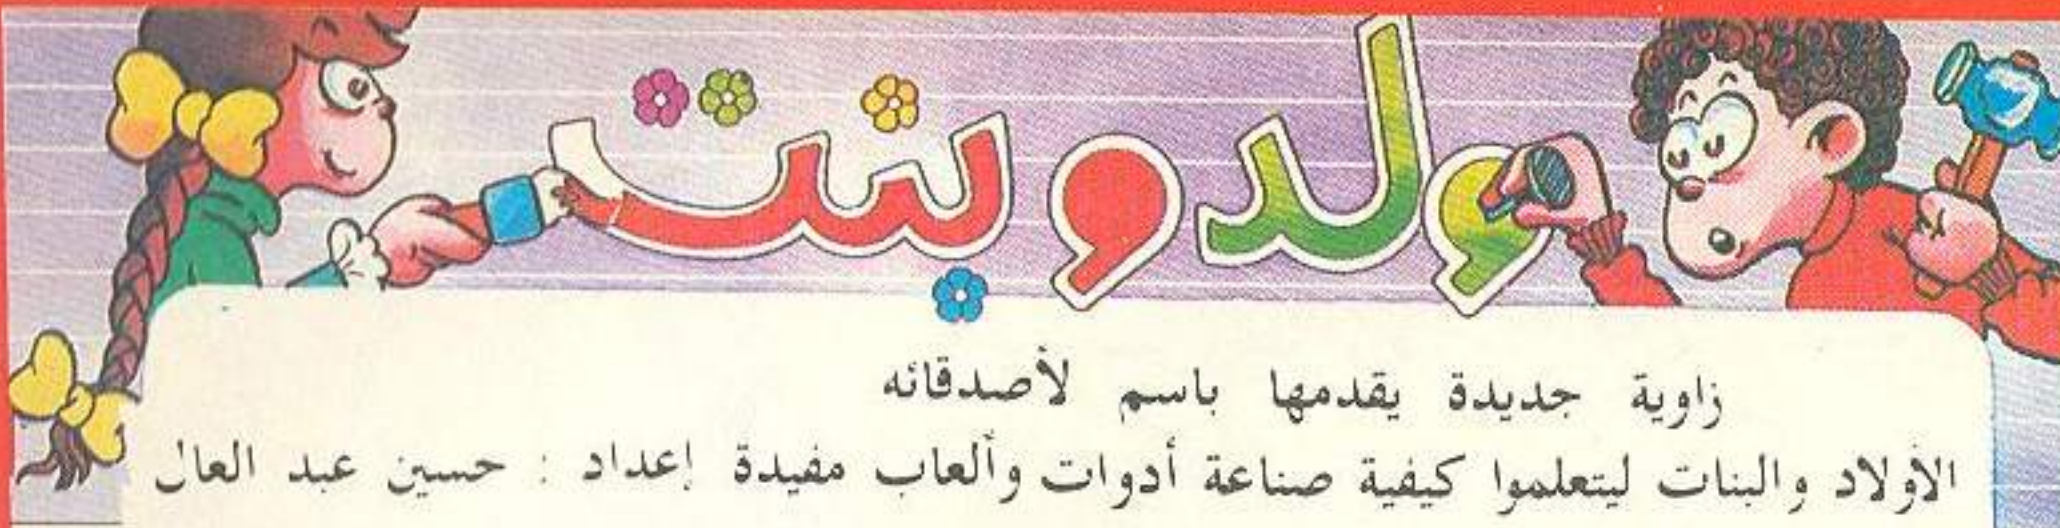 ولد وبنت
زاوية جديدة يقدمها باسم لأصدقائه
الأولاد والبنات ليتعلموا كيفية صناعة أدوات وألعاب مفيدة إعداد : حسين عبد العال